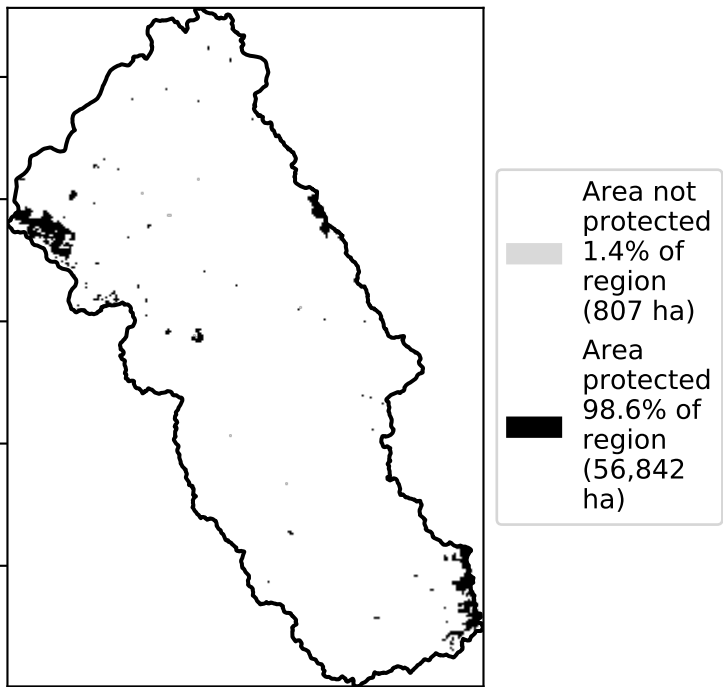 Area not
protected
1.4% of
region
(807 ha)
Area
protected
98.6% of
region
(56,842
ha)